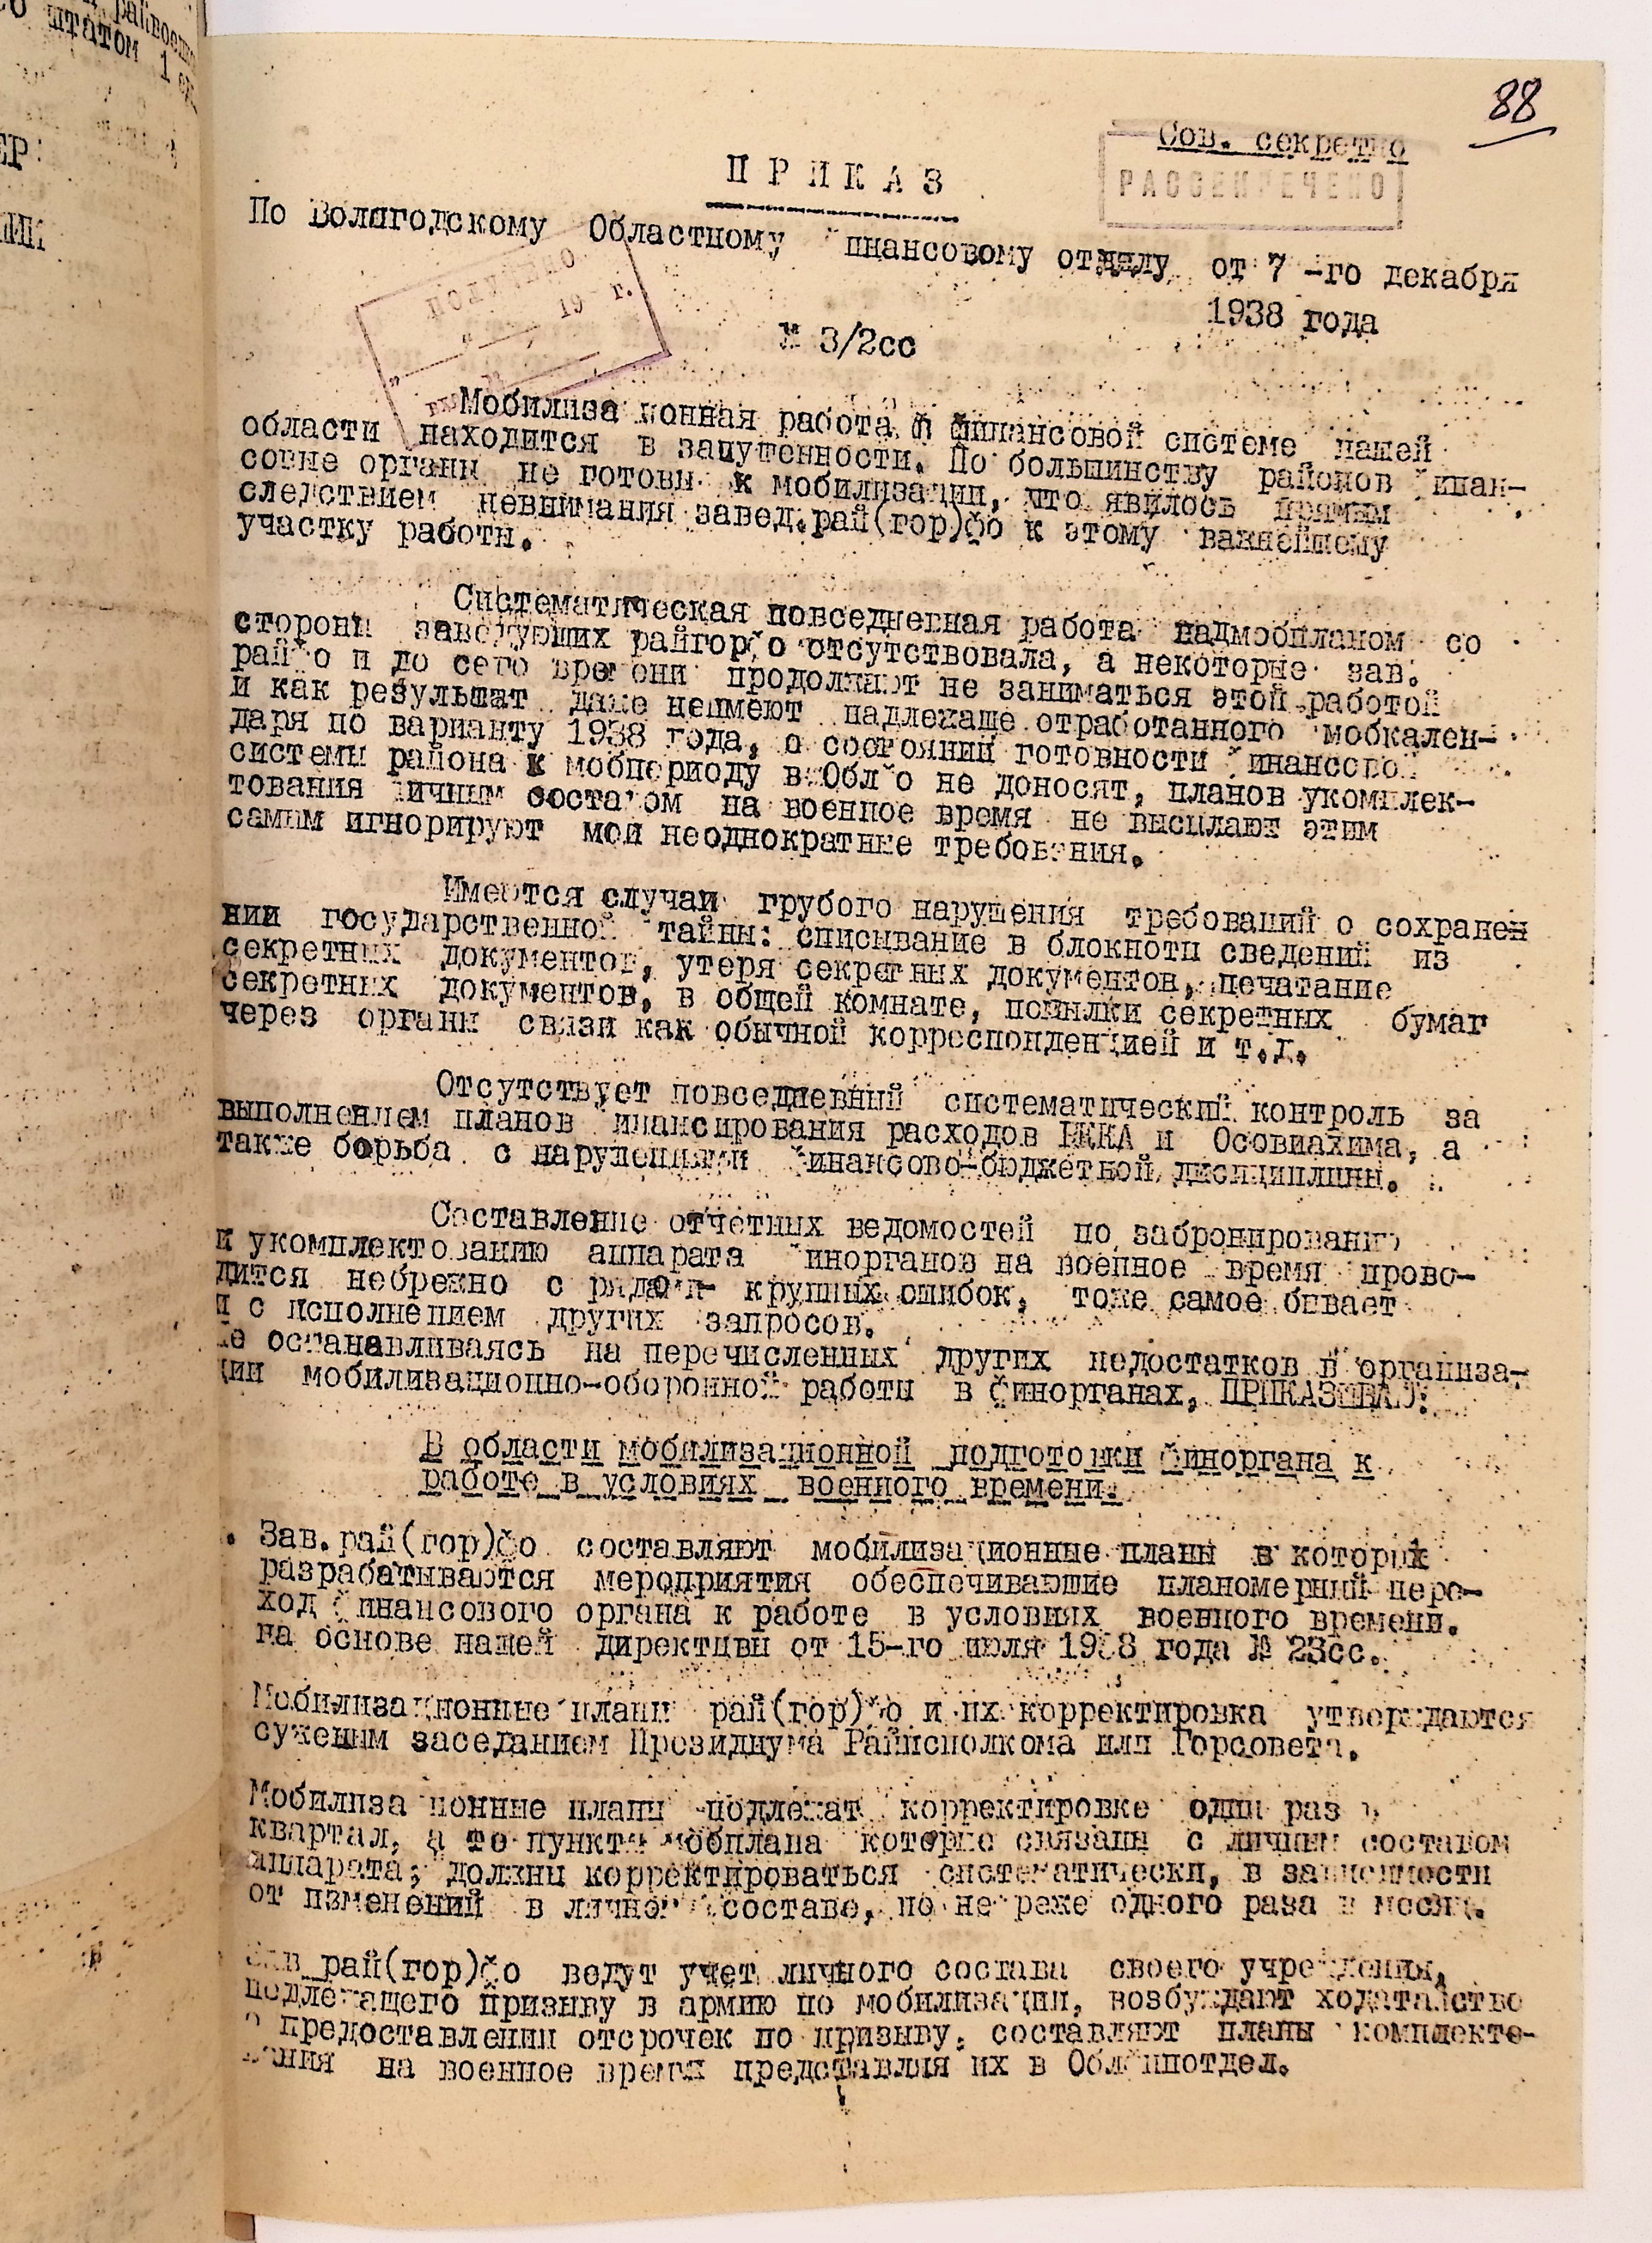 88
Сов. секретно
РАССЕКРЕЧЕНО
ПРИКАЗ
По Вологодскому Областному Финансовому отделу от 7 -го декабря
1938 года
№ 3/2сс
ПОЛУЧЕНО
19 г.
Мобилизационная работа в финансовой системе нашей
области находится в запущенности. По большинству районов финан-
совые органы не готовы к мобилизации, что явилось прямым
следствием невнимания завед.рай(гор)фо к этому важнейшему
участку работы.
Систематическая повседневная работа надмобпланом со
стороны заведующих райгорфо отсутствовала, а некоторые зав.
райфо и до сего времени продолжают не заниматься этой работой
и как результат даже неимеют надлежаще отработанного мобкален-
даря по варианту 1938 года, о состоянии готовности финансовой
системы района к мобпериоду в Облфо не доносят, планов укомплек-
тования личным составом на военное время не высылают этим
самым игнорируют мои неоднократные требования.
Имеются случаи грубого нарушения требований о сохранен
нии государственной тайны: списывание в блокноты сведений из
секретных документов, утеря секретных документов, печатание
секретных документов, в общей комнате, посылки секретных бумаг
через органы связи как обычной корреспонденцией и т.д.
Отсутствует повседневный систематический контроль за
выполнением планов финансирования расходов РККА и Осовиахима, а
также борьба с нарушениями финансово-бюджетной дисциплины.
Составление отчетных ведомостей по забронированию
и укомплектованию аппарата финорганов на военное время прово-
дится небрежно с рядом крупных ошибок, тоже самое бывает
и с исполнением других запросов.
Не останавливаясь на перечисленных других недостатков в организа-
ции мобилизационно-оборонной работы в финорганах, ПРИКАЗЫВАЮ:
В области мобилизационной подготовки финоргана к
работе в условиях военного времени.
. Зав.рай(гор)фо составляют мобилизационные планы в которых
разрабатываются мероприятия обеспечивающие планомерный пере-
ход финансового органа к работе в условиях военного времени.
на основе нашей директивы от 15-го июля 1938 года № 23сс.
Мобилизационные планы рай(гор)фо и их корректировка утверждаются
суженым заседанием Президиума Райисполкома или Горсовета.
Мобилизационные планы подлежат корректировке один раз в
квартал, а те пункты мобплана которые связаны с личным составом
аппарата, должны корректироваться систематически, в зависимости
от изменений в личном составе, но не реже одного раза в месяц.
Зав рай(гор)фо ведут учет личного состава своего учреждения,
подлежащего призыву в армию по мобилизации, возбуждают ходатайство
о предоставлении отсрочек по призыву, составляют планы комплекто-
вания на военное время представляя их в Облфинотдел.